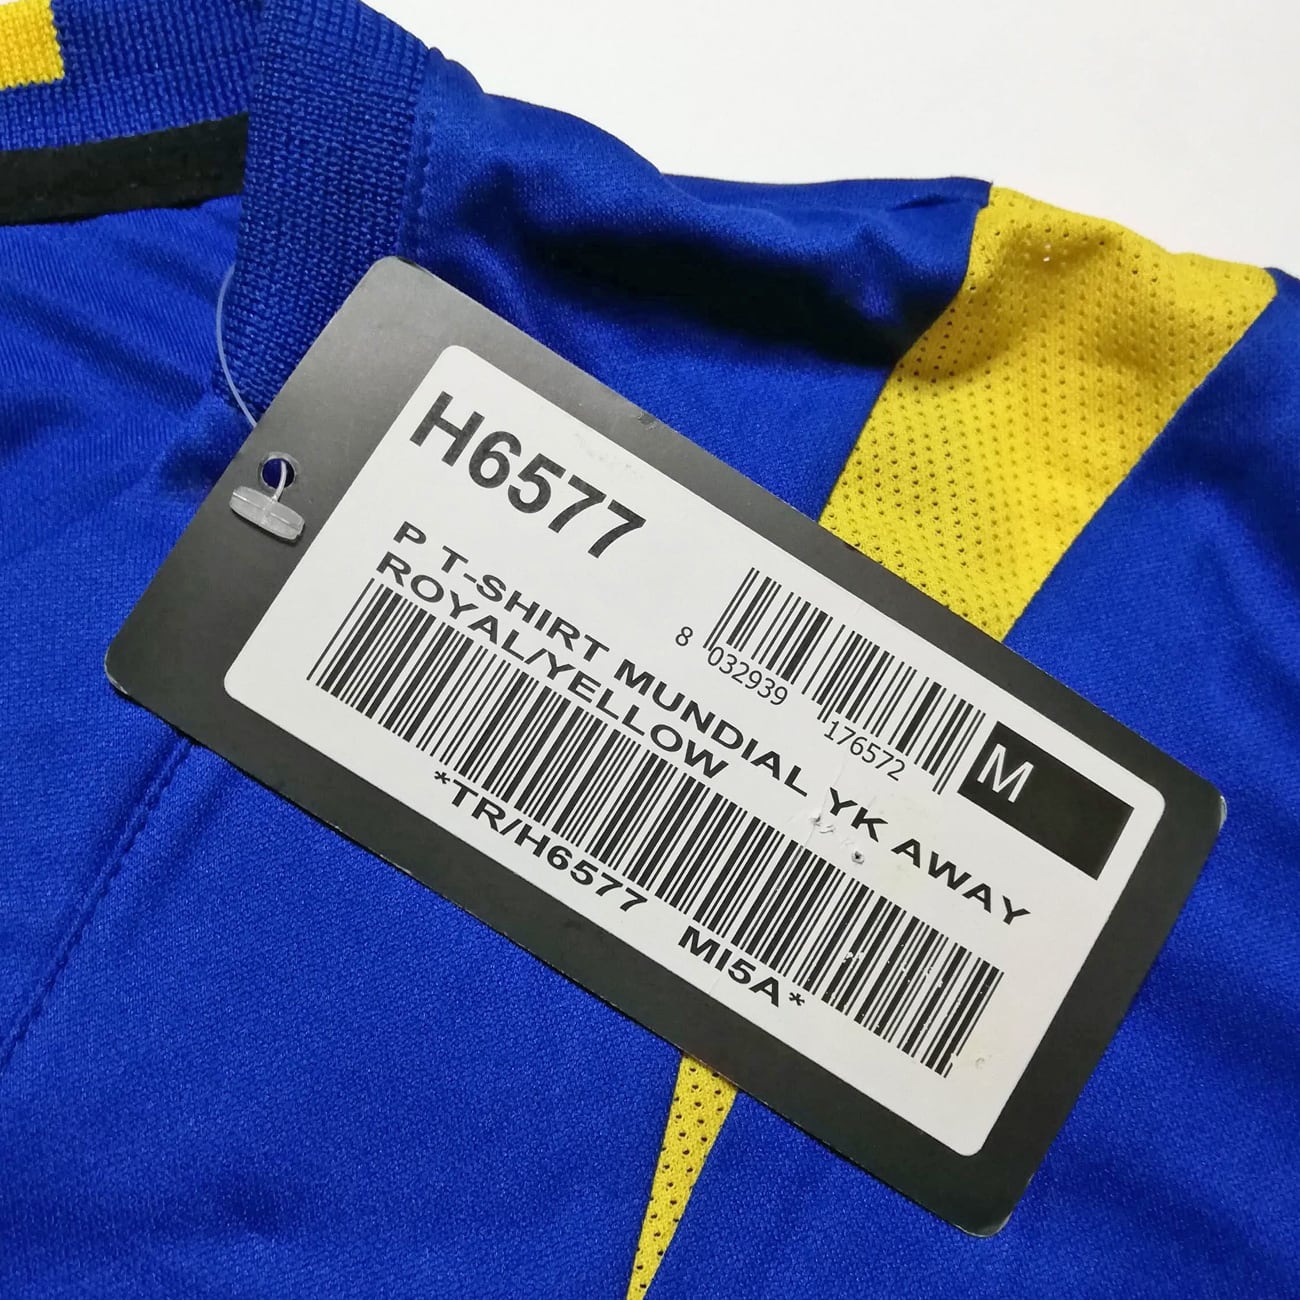 H6577
8 032939 176572
M
P T-SHIRT MUNDIAL YK AWAY
ROYAL/YELLOW
*TR/H6577 MI5A*